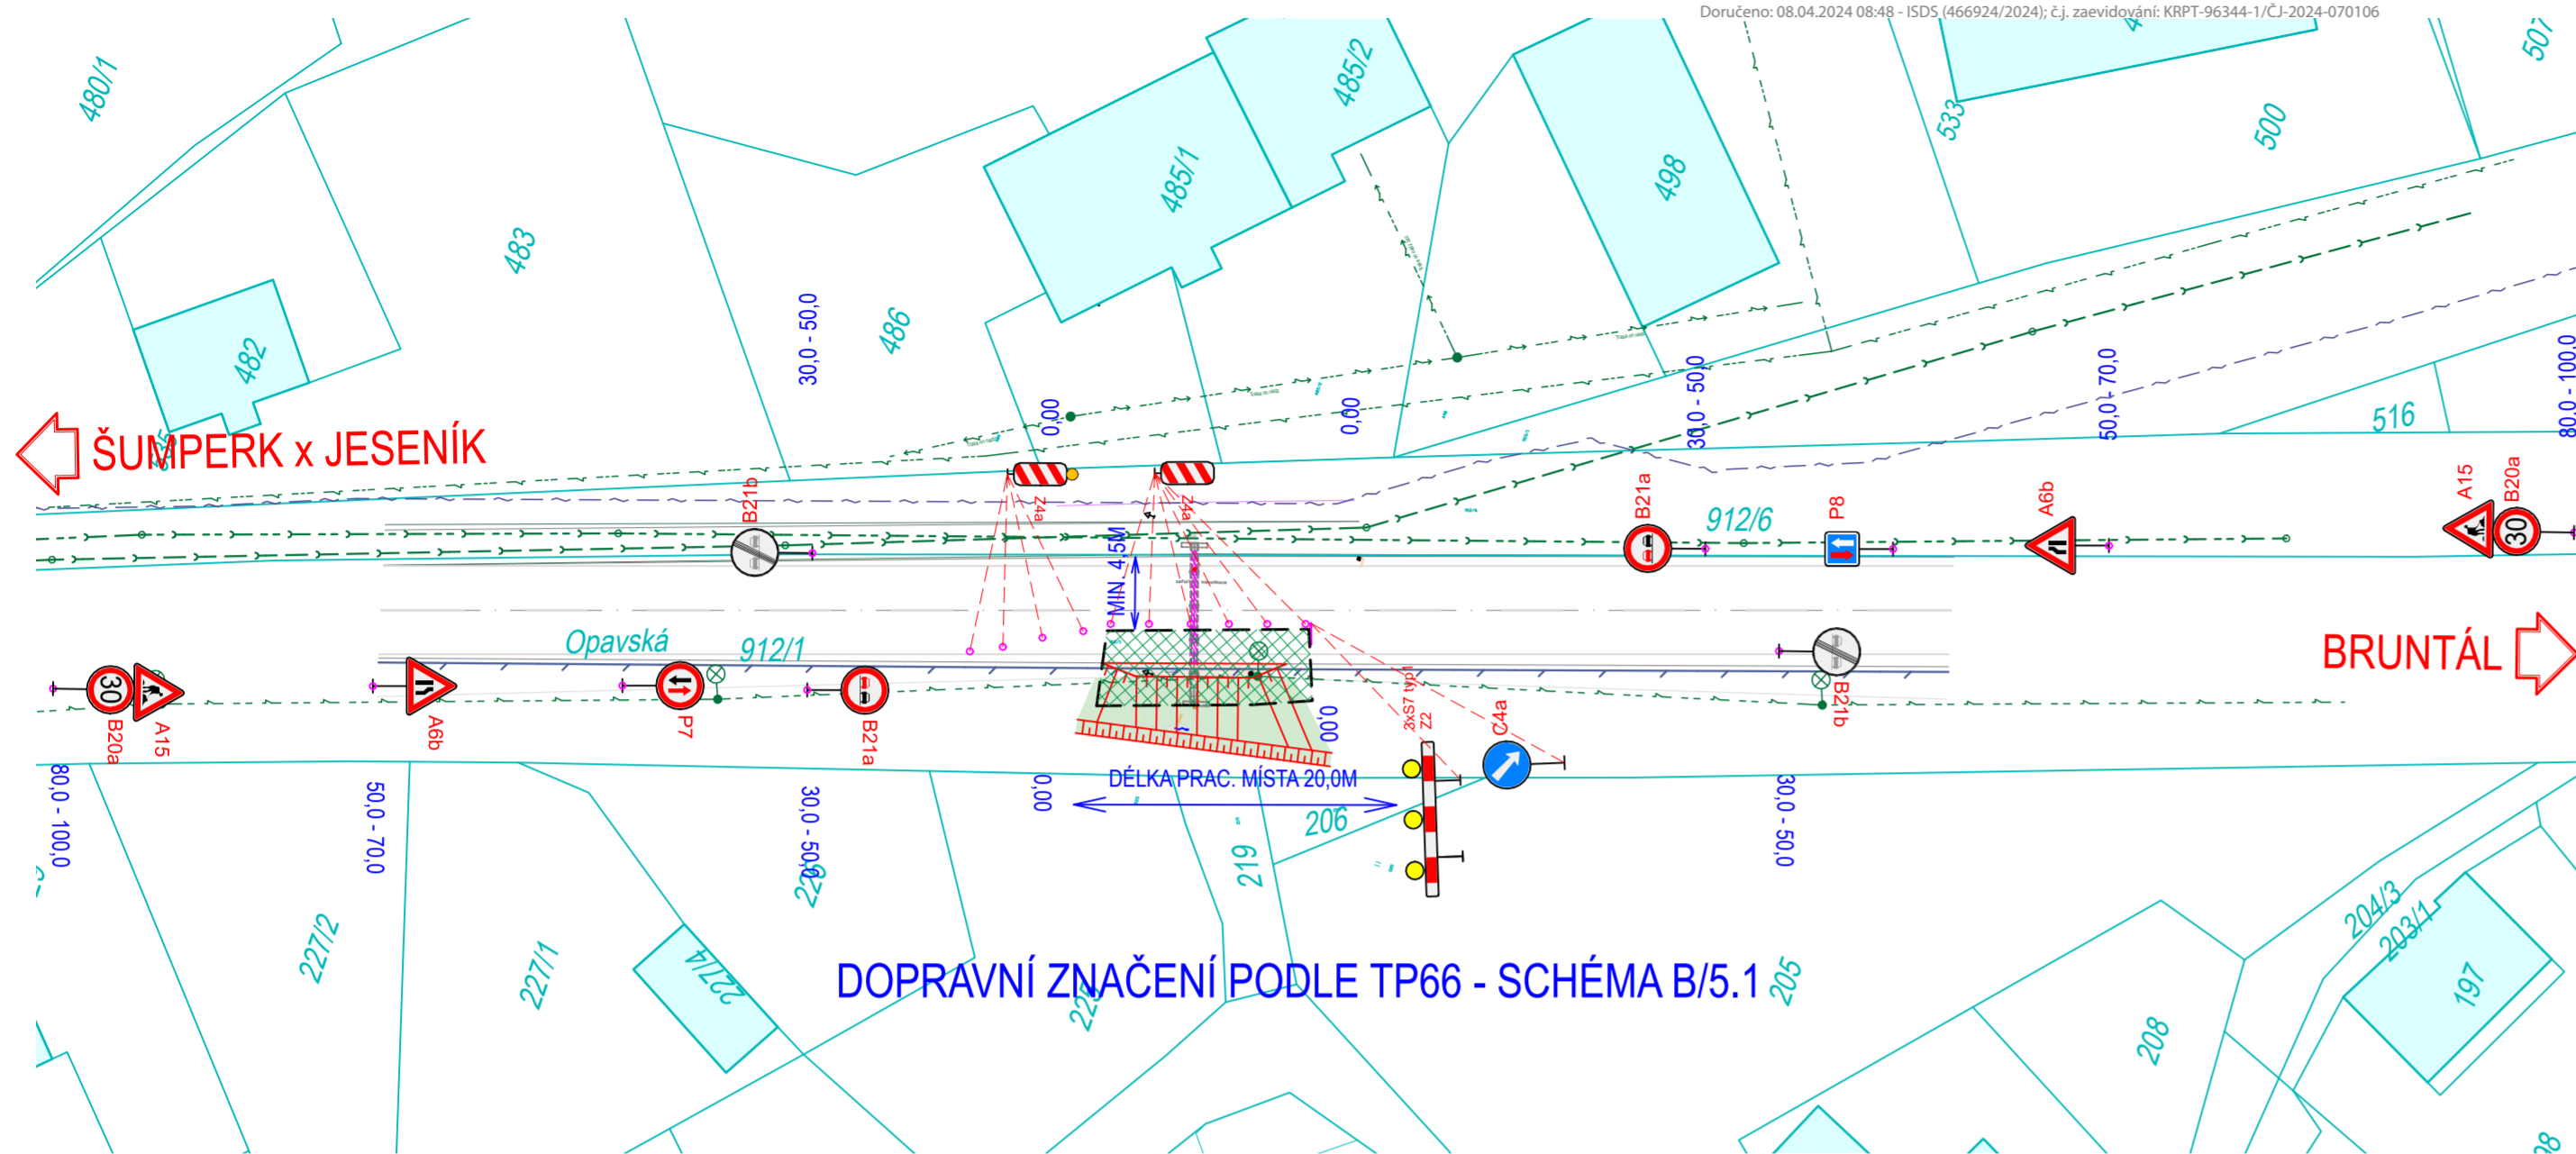 Doručeno: 08.04.2024 08:48 - ISDS (466924/2024); č.j. zaevidování: KRPT-96344-1/ČJ-2024-070106
480/1
483
482
486
485/1
485/2
498
533
500
507
516
30,0 - 50,0
0,00
0,00
30,0 - 50,0
50,0 - 70,0
80,0 - 100,0
ŠUMPERK x JESENÍK
B21b
Z4a
Z4a
B21a
912/6
P8
A6b
A15
B20a
30
MIN. 4,5M
Opavská
912/1
BRUNTÁL
30
B20a
A15
A6b
P7
B21a
3xS7 typ1
Z2
C4a
B21b
80,0 - 100,0
50,0 - 70,0
30,0 - 50,0
0,00
0,00
30,0 - 50,0
DÉLKA PRAC. MÍSTA 20,0M
206
219
227/2
227/1
227/4
225
205
204/3
203/1
197
208
DOPRAVNÍ ZNAČENÍ PODLE TP66 - SCHÉMA B/5.1